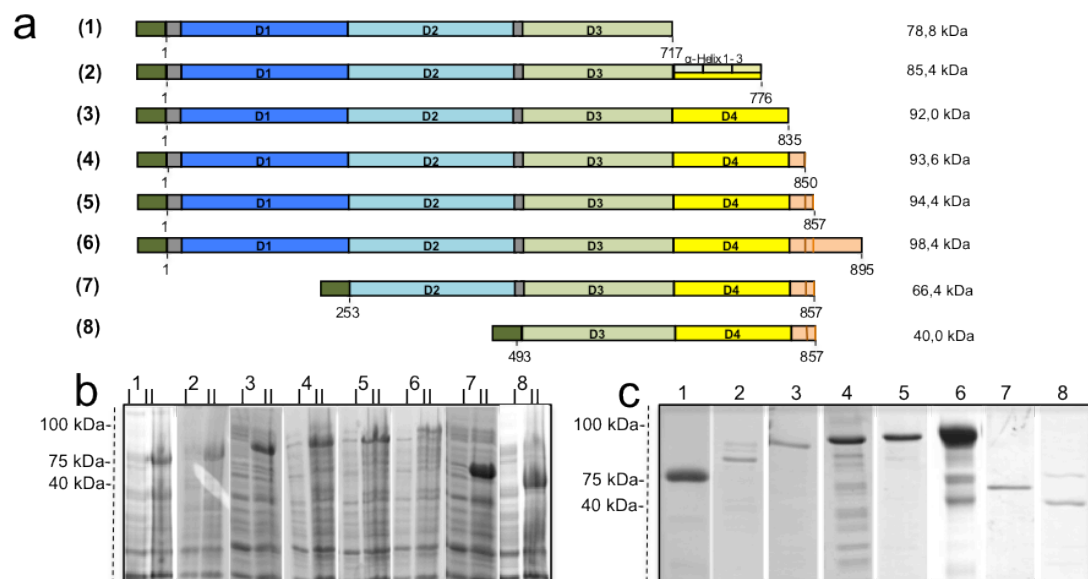 a
(1) D1 D2 D3 78,8 kDa
1 717
α-Helix 1-3
(2) D1 D2 D3 85,4 kDa
1 776
(3) D1 D2 D3 D4 92,0 kDa
1 835
(4) D1 D2 D3 D4 93,6 kDa
1 850
(5) D1 D2 D3 D4 94,4 kDa
1 857
(6) D1 D2 D3 D4 98,4 kDa
1 895
(7) D2 D3 D4 66,4 kDa
253 857
(8) D3 D4 40,0 kDa
493 857
b
1 2 3 4 5 6 7 8
I II I II I II I II I II I II I II I II
100 kDa-
75 kDa-
40 kDa-
c
1 2 3 4 5 6 7 8
100 kDa-
75 kDa-
40 kDa-